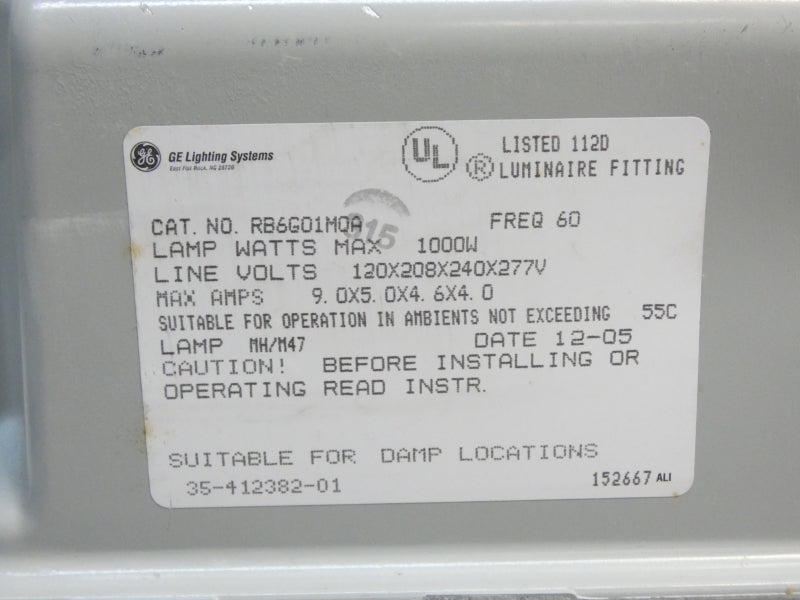 GE Lighting Systems
East Flat Rock, NC 28726
UL
LISTED 112D
® LUMINAIRE FITTING
CAT. NO. RB6G01MQA FREQ 60
915
LAMP WATTS MAX 1000W
LINE VOLTS 120X208X240X277V
MAX AMPS 9.0X5.0X4.6X4.0
SUITABLE FOR OPERATION IN AMBIENTS NOT EXCEEDING 55C
LAMP MH/M47 DATE 12-05
CAUTION! BEFORE INSTALLING OR
OPERATING READ INSTR.
SUITABLE FOR DAMP LOCATIONS
35-412382-01
152667 ALI